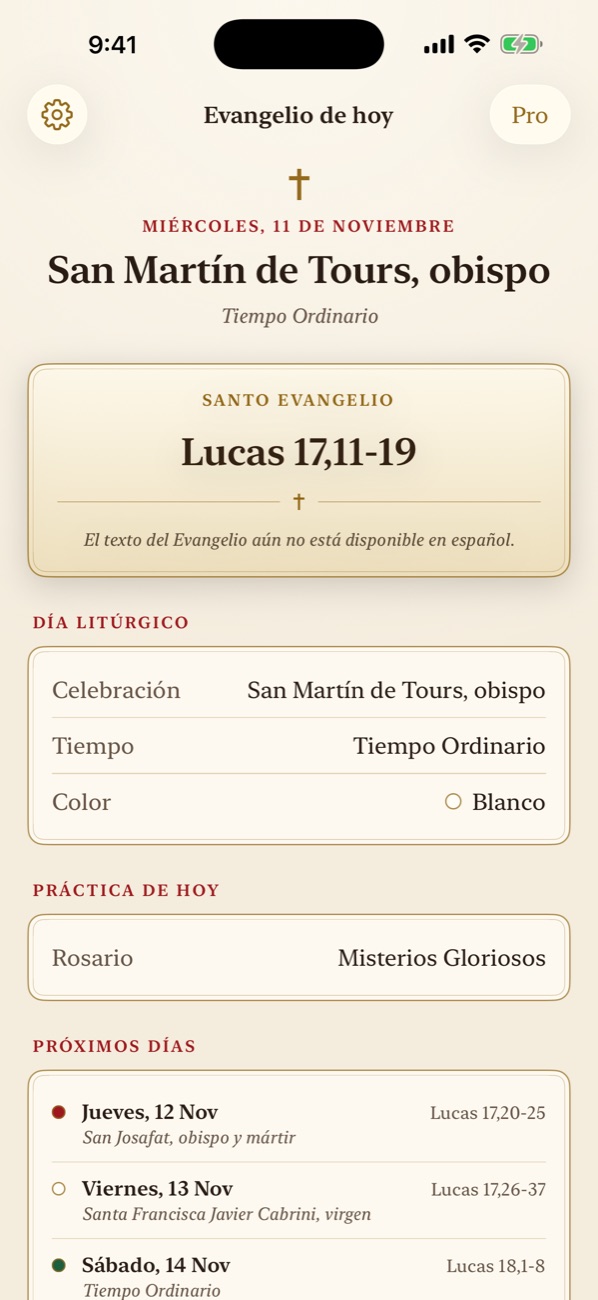 9:41
Evangelio de hoy
Pro
MIÉRCOLES, 11 DE NOVIEMBRE
San Martín de Tours, obispo
Tiempo Ordinario
SANTO EVANGELIO
Lucas 17,11-19
El texto del Evangelio aún no está disponible en español.
DÍA LITÚRGICO
Celebración San Martín de Tours, obispo
Tiempo Tiempo Ordinario
Color Blanco
PRÁCTICA DE HOY
Rosario Misterios Gloriosos
PRÓXIMOS DÍAS
Jueves, 12 Nov Lucas 17,20-25
San Josafat, obispo y mártir
Viernes, 13 Nov Lucas 17,26-37
Santa Francisca Javier Cabrini, virgen
Sábado, 14 Nov Lucas 18,1-8
Tiempo Ordinario